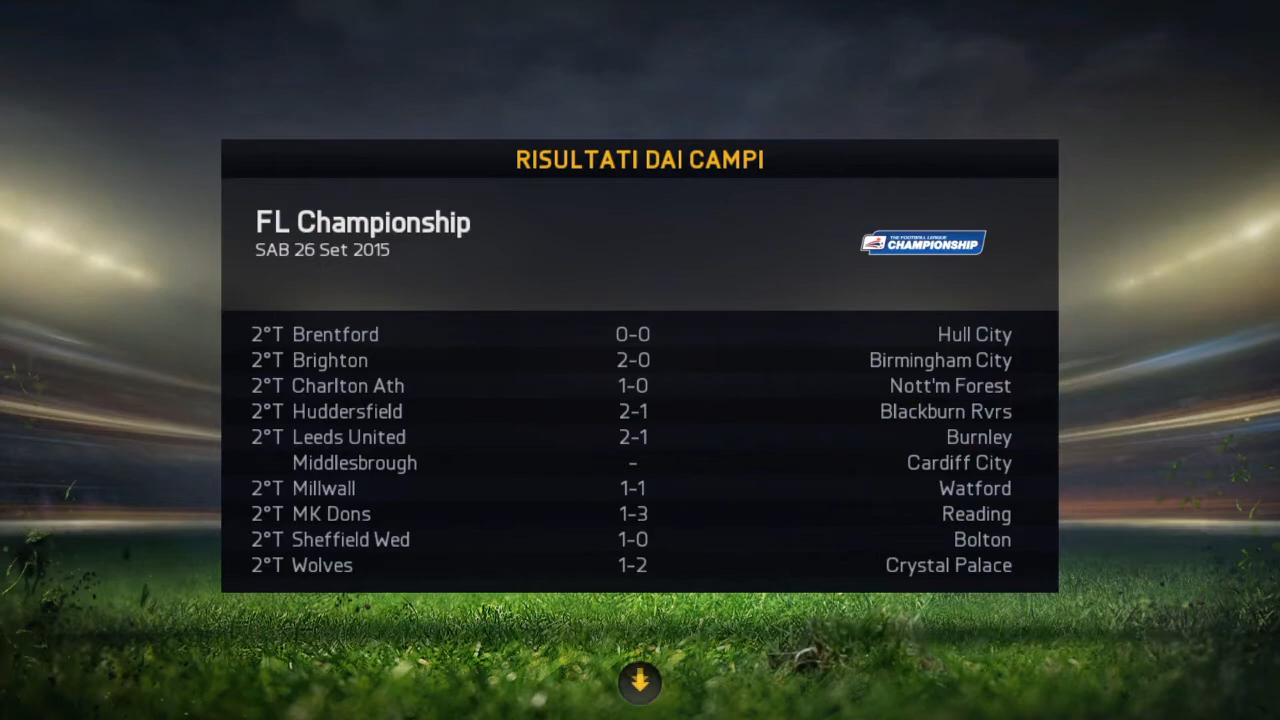 RISULTATI DAI CAMPI
FL Championship
SAB 26 Set 2015
THE FOOTBALL LEAGUE
CHAMPIONSHIP
2°T Brentford 0-0 Hull City
2°T Brighton 2-0 Birmingham City
2°T Charlton Ath 1-0 Nott'm Forest
2°T Huddersfield 2-1 Blackburn Rvrs
2°T Leeds United 2-1 Burnley
Middlesbrough - Cardiff City
2°T Millwall 1-1 Watford
2°T MK Dons 1-3 Reading
2°T Sheffield Wed 1-0 Bolton
2°T Wolves 1-2 Crystal Palace